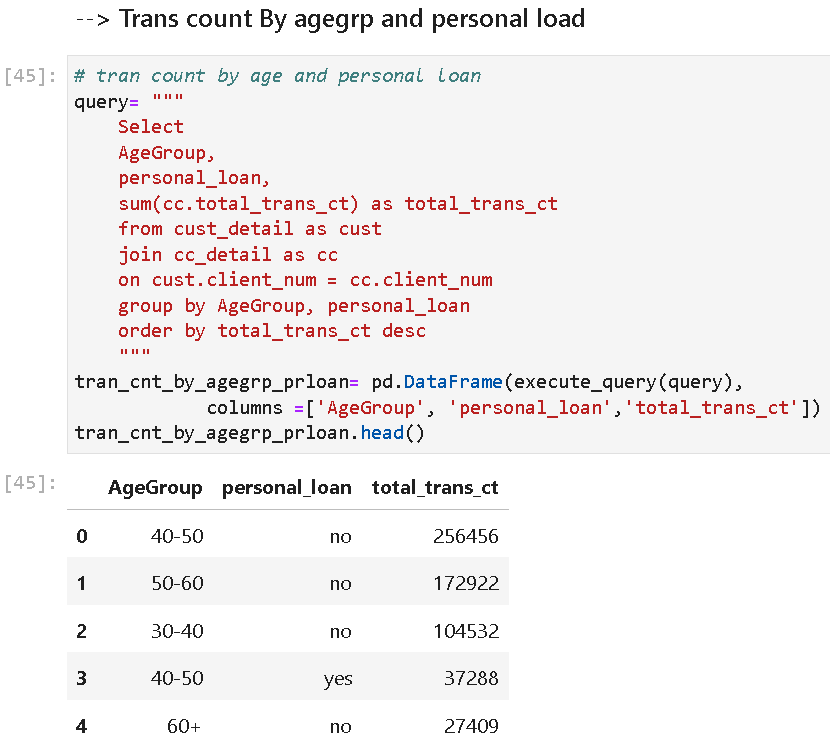 --> Trans count By agegrp and personal load
[45]: # tran count by age and personal loan
query= """
Select
AgeGroup,
personal_loan,
sum(cc.total_trans_ct) as total_trans_ct
from cust_detail as cust
join cc_detail as cc
on cust.client_num = cc.client_num
group by AgeGroup, personal_loan
order by total_trans_ct desc
"""
tran_cnt_by_agegrp_prloan= pd.DataFrame(execute_query(query),
columns =['AgeGroup', 'personal_loan','total_trans_ct'])
tran_cnt_by_agegrp_prloan.head()
[45]: AgeGroup personal_loan total_trans_ct
0 40-50 no 256456
1 50-60 no 172922
2 30-40 no 104532
3 40-50 yes 37288
4 60+ no 27409